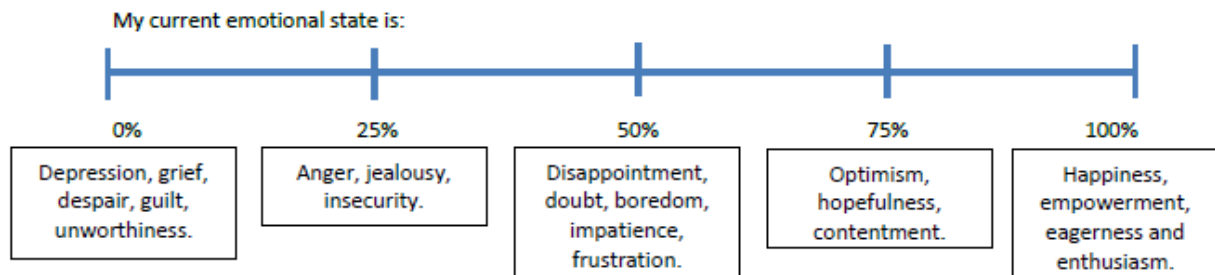 My current emotional state is:
0% 25% 50% 75% 100%
Depression, grief,
despair, guilt,
unworthiness.
Anger, jealousy,
insecurity.
Disappointment,
doubt, boredom,
impatience,
frustration.
Optimism,
hopefulness,
contentment.
Happiness,
empowerment,
eagerness and
enthusiasm.